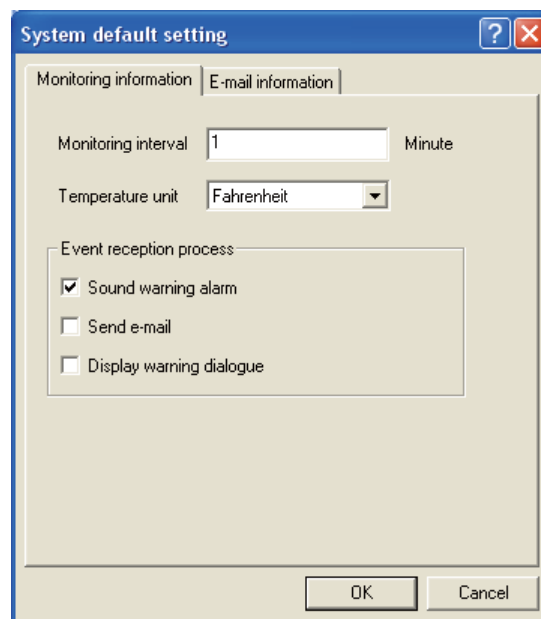 System default setting
Monitoring information E-mail information
Monitoring interval 1 Minute
Temperature unit Fahrenheit
Event reception process
Sound warning alarm
Send e-mail
Display warning dialogue
OK Cancel